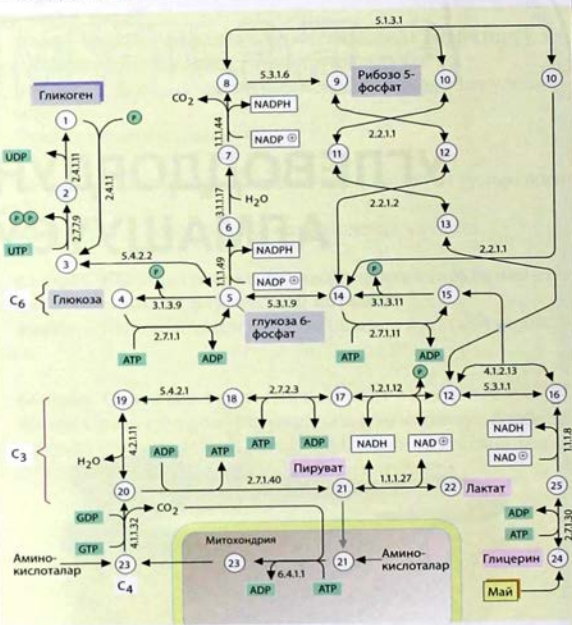 5.1.3.1
8
5.3.1.6
9
Рибозо 5-
фосфат
10
10
Гликоген
CO2
NADPH
1
P
1.1.1.44
NADP ⊕
2.2.1.1
UDP
2.4.1.11
2.4.1.1
7
11
12
2
3.1.1.17
H2O
2.2.1.2
P P
2.7.7.9
6
13
UTP
NADPH
2.2.1.1
3
5.4.2.2
P
1.1.1.49
NADP ⊕
P
C6
Глюкоза
4
3.1.3.9
5
5.3.1.9
14
3.1.3.11
15
2.7.1.1
глукоза 6-
фосфат
2.7.1.11
ATP
ADP
ATP
ADP
P
4.1.2.13
19
5.4.2.1
18
2.7.2.3
17
1.2.1.12
12
5.3.1.1
16
C3
4.2.1.11
ADP
ATP
ATP
ADP
NADH
NAD ⊕
NADH
1.1.1.8
H2O
Пируват
NAD ⊕
20
2.7.1.40
21
1.1.1.27
22
Лактат
25
GDP
CO2
ADP
2.7.1.30
4.1.1.32
Митохондрия
ATP
GTP
Амино-
кислоталар
23
23
6.4.1.1
21
Амино-
кислоталар
Глицерин
24
C4
ADP
ATP
Май